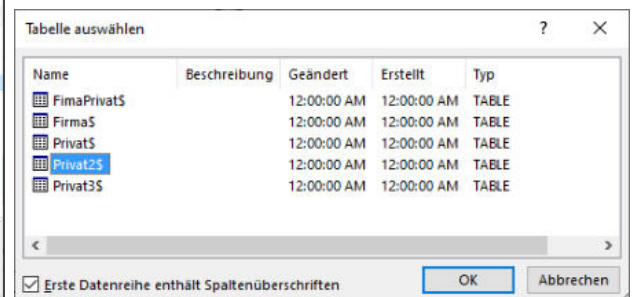 Tabelle auswählen ? ×
Name Beschreibung Geändert Erstellt Typ
FimaPrivat$ 12:00:00 AM 12:00:00 AM TABLE
Firma$ 12:00:00 AM 12:00:00 AM TABLE
Privat$ 12:00:00 AM 12:00:00 AM TABLE
Privat2$ 12:00:00 AM 12:00:00 AM TABLE
Privat3$ 12:00:00 AM 12:00:00 AM TABLE
Erste Datenreihe enthält Spaltenüberschriften OK Abbrechen